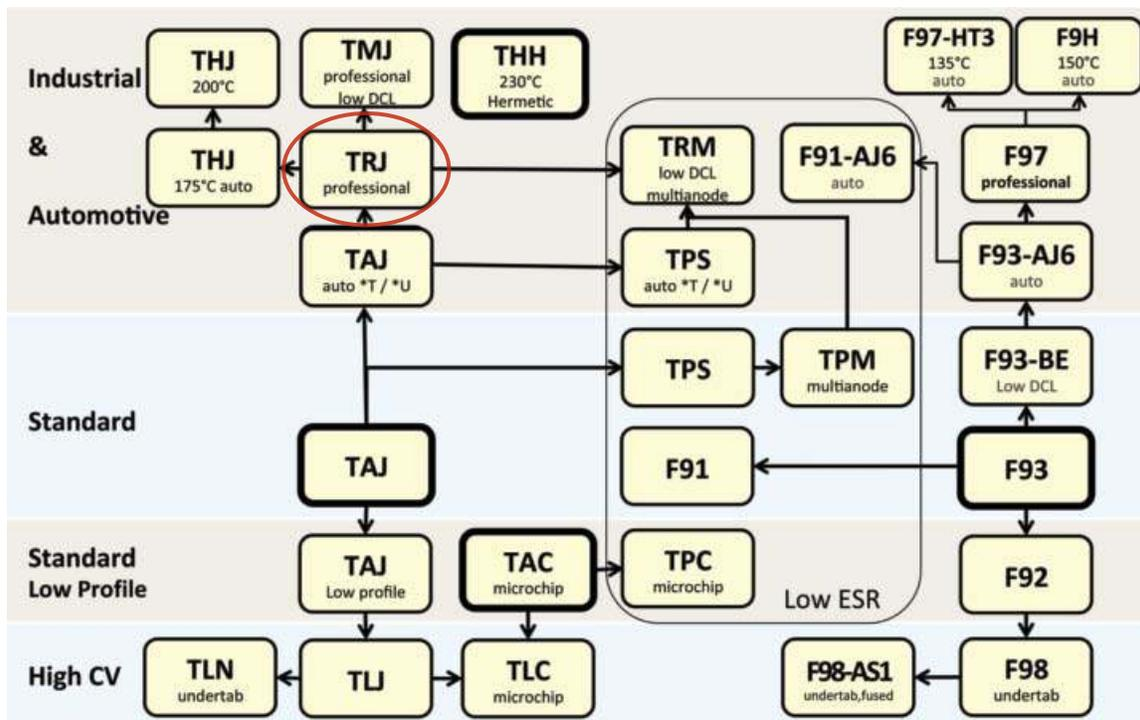 Industrial
&
Automotive
THJ
200°C
TMJ
professional
low DCL
THH
230°C
Hermetic
F97-HT3
135°C
auto
F9H
150°C
auto
THJ
175°C auto
TRJ
professional
TRM
low DCL
multianode
F91-AJ6
auto
F97
professional
TAJ
auto *T / *U
TPS
auto *T / *U
F93-AJ6
auto
Standard
TPS
TPM
multianode
F93-BE
Low DCL
TAJ
F91
F93
Standard
Low Profile
TAJ
Low profile
TAC
microchip
TPC
microchip
Low ESR
F92
High CV
TLN
undertab
TLJ
TLC
microchip
F98-AS1
undertab,fused
F98
undertab